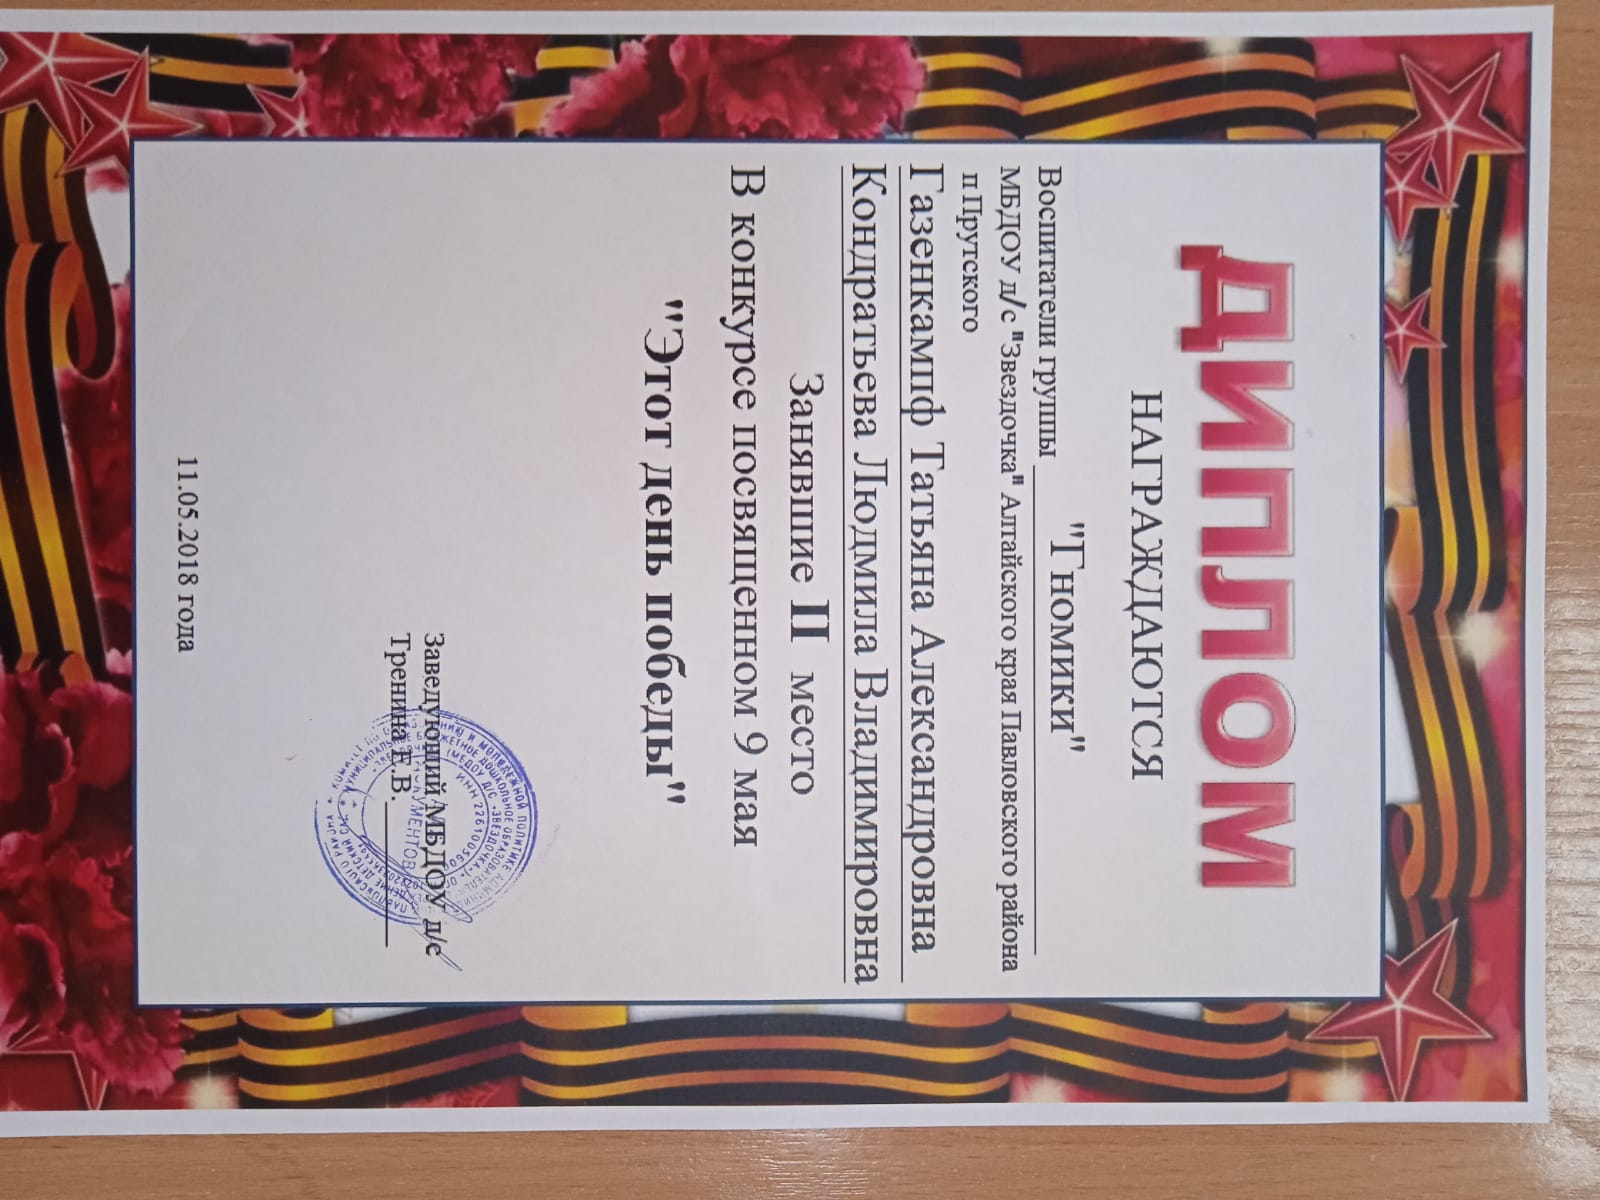 ДИПЛОМ
НАГРАЖДАЮТСЯ
Воспитатели группы "Гномики"
МБДОУ д/с "Звездочка" Алтайского края Павловского района
п Прутского
Газенкампф Татьяна Александровна
Кондратьева Людмила Владимировна
Занявшие II место
В конкурсе посвященном 9 мая
"Этот день победы"
Заведующий МБДОУ д/с
Тренина Е.В.
11.05.2018 года